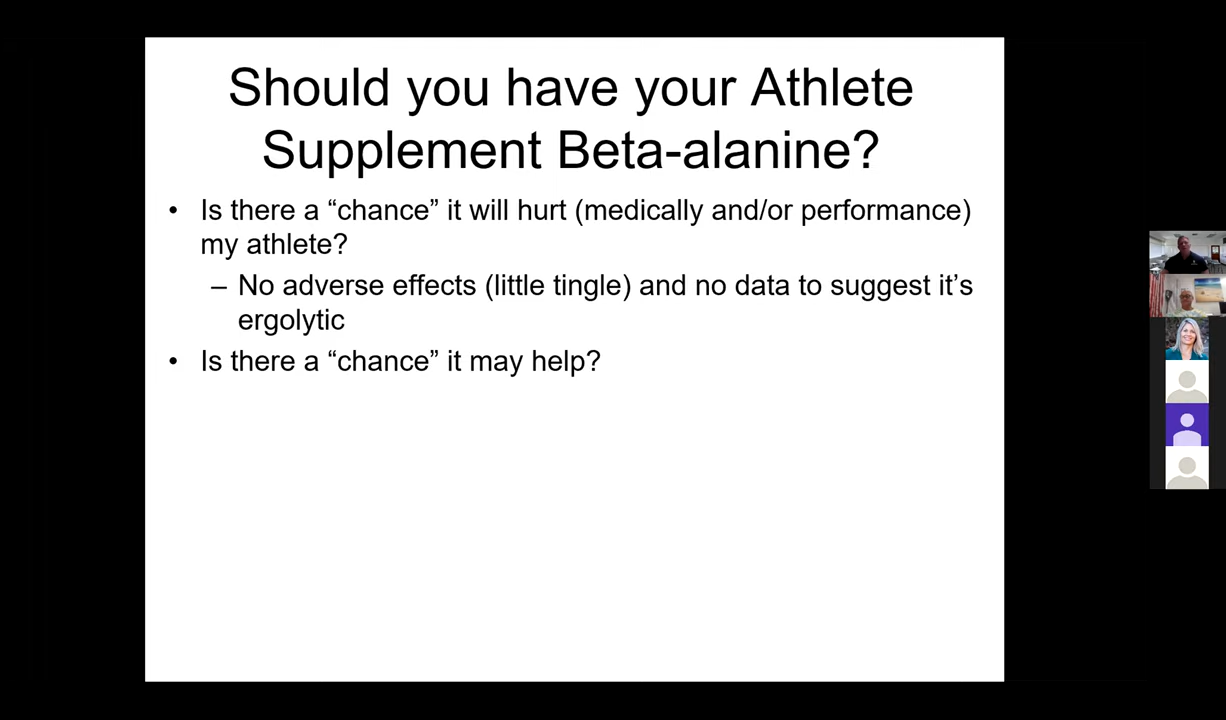 Should you have your Athlete
Supplement Beta-alanine?
• Is there a “chance” it will hurt (medically and/or performance)
my athlete?
– No adverse effects (little tingle) and no data to suggest it’s
ergolytic
• Is there a “chance” it may help?